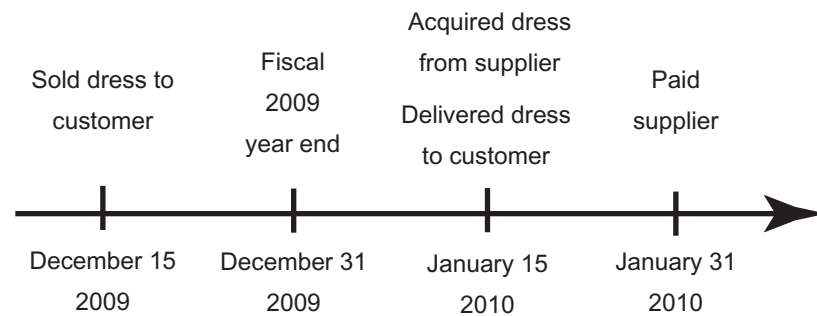 Sold dress to
customer
Fiscal
2009
year end
Acquired dress
from supplier
Delivered dress
to customer
Paid
supplier
December 15
2009
December 31
2009
January 15
2010
January 31
2010